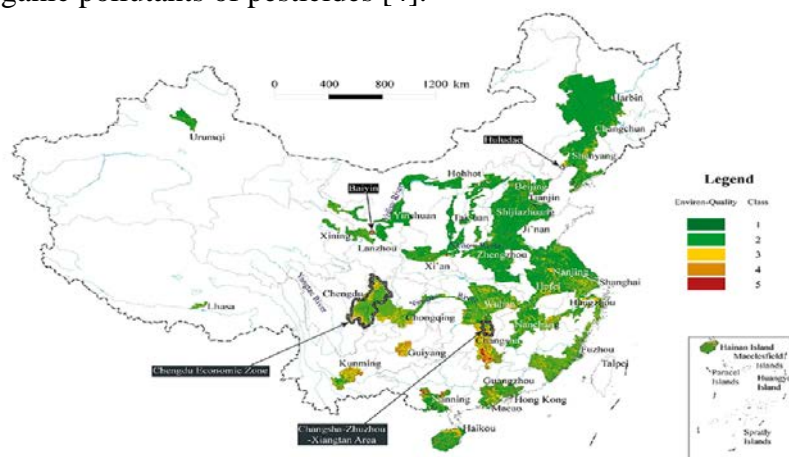 ganic pollutants of pesticides [4].
0 400 800 1200 km
Harbin
Changchun
Urumqi
Huludao
Shenyang
Hohhot
Beijing
Tianjin
Baiyin
Yinchuan
Taiyuan
Shijiazhuang
Ji'nan
Xining
Lanzhou
Zhengzhou
Xi'an
Nanjing
Shanghai
Hefei
Lhasa
Yangtze River
Chengdu
Chongqing
Wuhan
Hangzhou
Nanchang
Changsha
Chengdu Economic Zone
Kunming
Guiyang
Fuzhou
Taipei
Guangzhou
Hong Kong
Macao
Changsha-Zhuzhou
-Xiangtan Area
Haikou
Legend
Environ-Quality Class
1
2
3
4
5
Hainan Island
Paracel
Islands
Island
Spratly
Islands